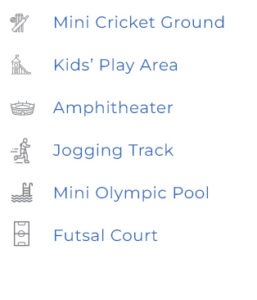 Mini Cricket Ground
Kids’ Play Area
Amphitheater
Jogging Track
Mini Olympic Pool
Futsal Court